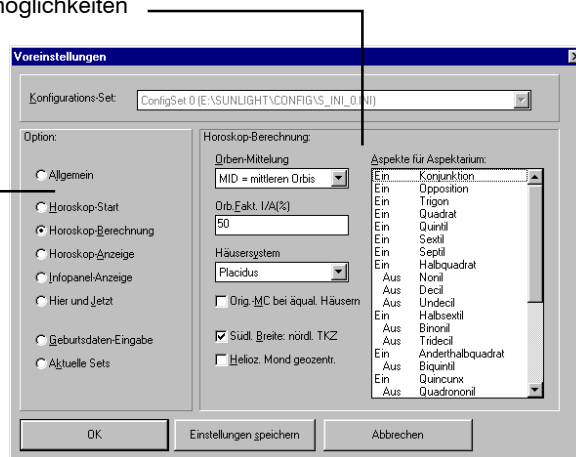 möglichkeiten
Voreinstellungen
Konfigurations-Set: ConfigSet 0 (E:\SUNLIGHT\CONFIG\S_INI_0.INI)
Option:
Allgemein
Horoskop-Start
Horoskop-Berechnung
Horoskop-Anzeige
Infopanel-Anzeige
Hier und Jetzt
Geburtsdaten-Eingabe
Aktuelle Sets
Horoskop-Berechnung:
Orben-Mittelung
MID = mittleren Orbis
Orb.Fakt. I/A(%)
50
Häusersystem
Placidus
Orig.-MC bei äqual. Häusern
Südl. Breite: nördl. TKZ
Helioz. Mond geozentr.
Aspekte für Aspektarium:
Ein Konjunktion
Ein Opposition
Ein Trigon
Ein Quadrat
Ein Quintil
Ein Sextil
Ein Septil
Ein Halbquadrat
Aus Nonil
Aus Decil
Aus Undecil
Ein Halbsextil
Aus Binonil
Aus Tridecil
Ein Anderthalbquadrat
Aus Biquintil
Ein Quincunx
Aus Quadrononil
OK
Einstellungen speichern
Abbrechen